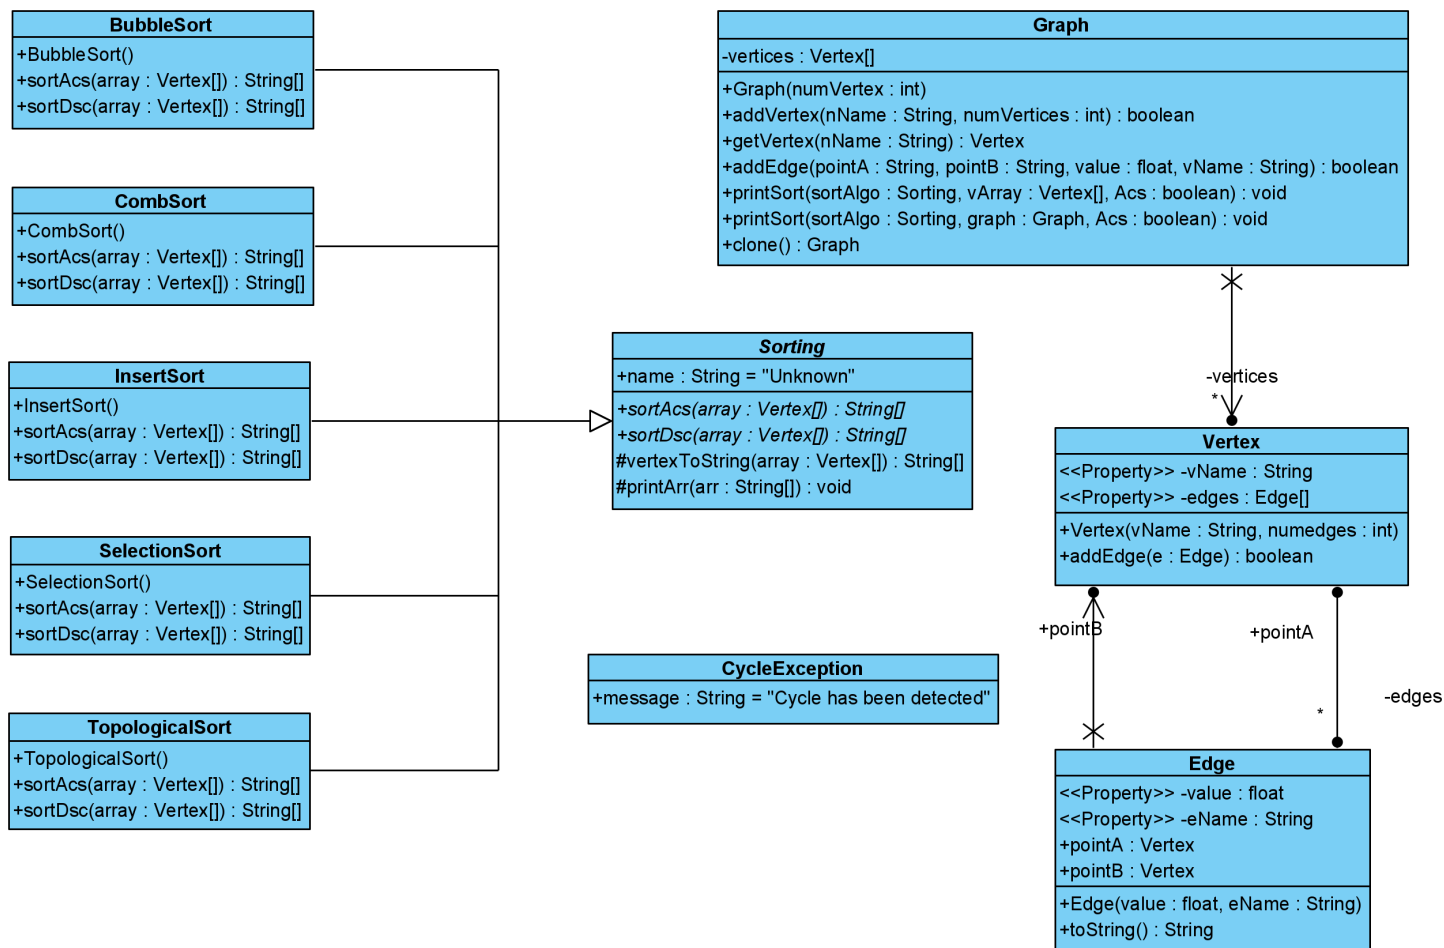 BubbleSort
+BubbleSort()
+sortAcs(array : Vertex[]) : String[]
+sortDsc(array : Vertex[]) : String[]
CombSort
+CombSort()
+sortAcs(array : Vertex[]) : String[]
+sortDsc(array : Vertex[]) : String[]
InsertSort
+InsertSort()
+sortAcs(array : Vertex[]) : String[]
+sortDsc(array : Vertex[]) : String[]
SelectionSort
+SelectionSort()
+sortAcs(array : Vertex[]) : String[]
+sortDsc(array : Vertex[]) : String[]
TopologicalSort
+TopologicalSort()
+sortAcs(array : Vertex[]) : String[]
+sortDsc(array : Vertex[]) : String[]
Sorting
+name : String = "Unknown"
+sortAcs(array : Vertex[]) : String[]
+sortDsc(array : Vertex[]) : String[]
#vertexToString(array : Vertex[]) : String[]
#printArr(arr : String[]) : void
CycleException
+message : String = "Cycle has been detected"
Graph
-vertices : Vertex[]
+Graph(numVertex : int)
+addVertex(nName : String, numVertices : int) : boolean
+getVertex(nName : String) : Vertex
+addEdge(pointA : String, pointB : String, value : float, vName : String) : boolean
+printSort(sortAlgo : Sorting, vArray : Vertex[], Acs : boolean) : void
+printSort(sortAlgo : Sorting, graph : Graph, Acs : boolean) : void
+clone() : Graph
-vertices
*
Vertex
<<Property>> -vName : String
<<Property>> -edges : Edge[]
+Vertex(vName : String, numedges : int)
+addEdge(e : Edge) : boolean
+pointB
+pointA
-edges
*
Edge
<<Property>> -value : float
<<Property>> -eName : String
+pointA : Vertex
+pointB : Vertex
+Edge(value : float, eName : String)
+toString() : String